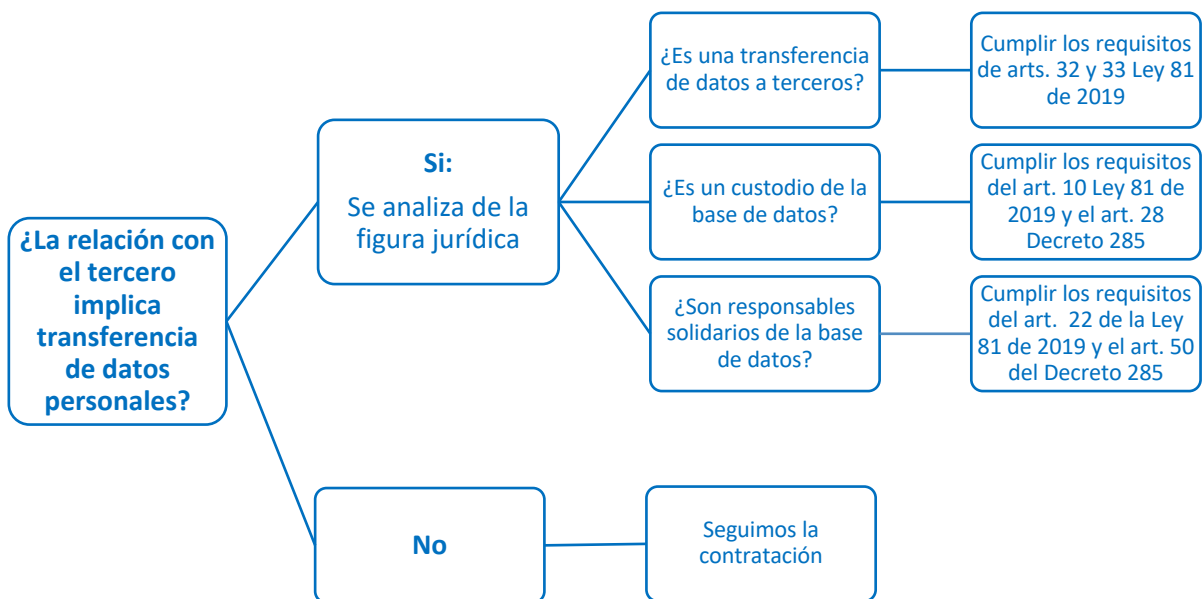 ¿La relación con
el tercero
implica
transferencia
de datos
personales?
Si:
Se analiza de la
figura jurídica
¿Es una transferencia
de datos a terceros?
Cumplir los requisitos
de arts. 32 y 33 Ley 81
de 2019
¿Es un custodio de la
base de datos?
Cumplir los requisitos
del art. 10 Ley 81 de
2019 y el art. 28
Decreto 285
¿Son responsables
solidarios de la base
de datos?
Cumplir los requisitos
del art. 22 de la Ley
81 de 2019 y el art. 50
del Decreto 285
No
Seguimos la
contratación